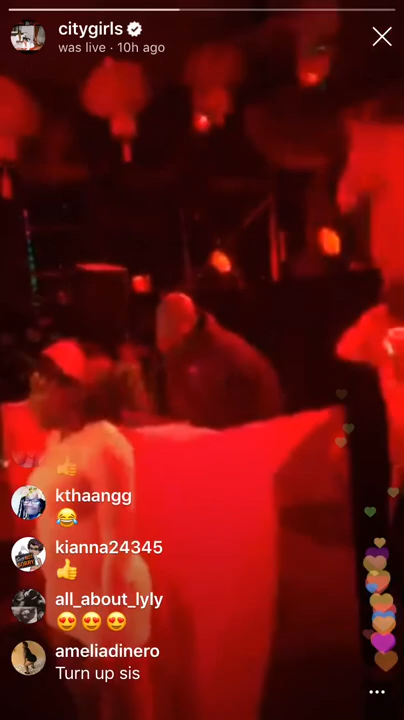 citygirls
was live · 10h ago
👍
kthaangg
😂
kianna24345
👍
all_about_lyly
😍 😍 😍
ameliadinero
Turn up sis